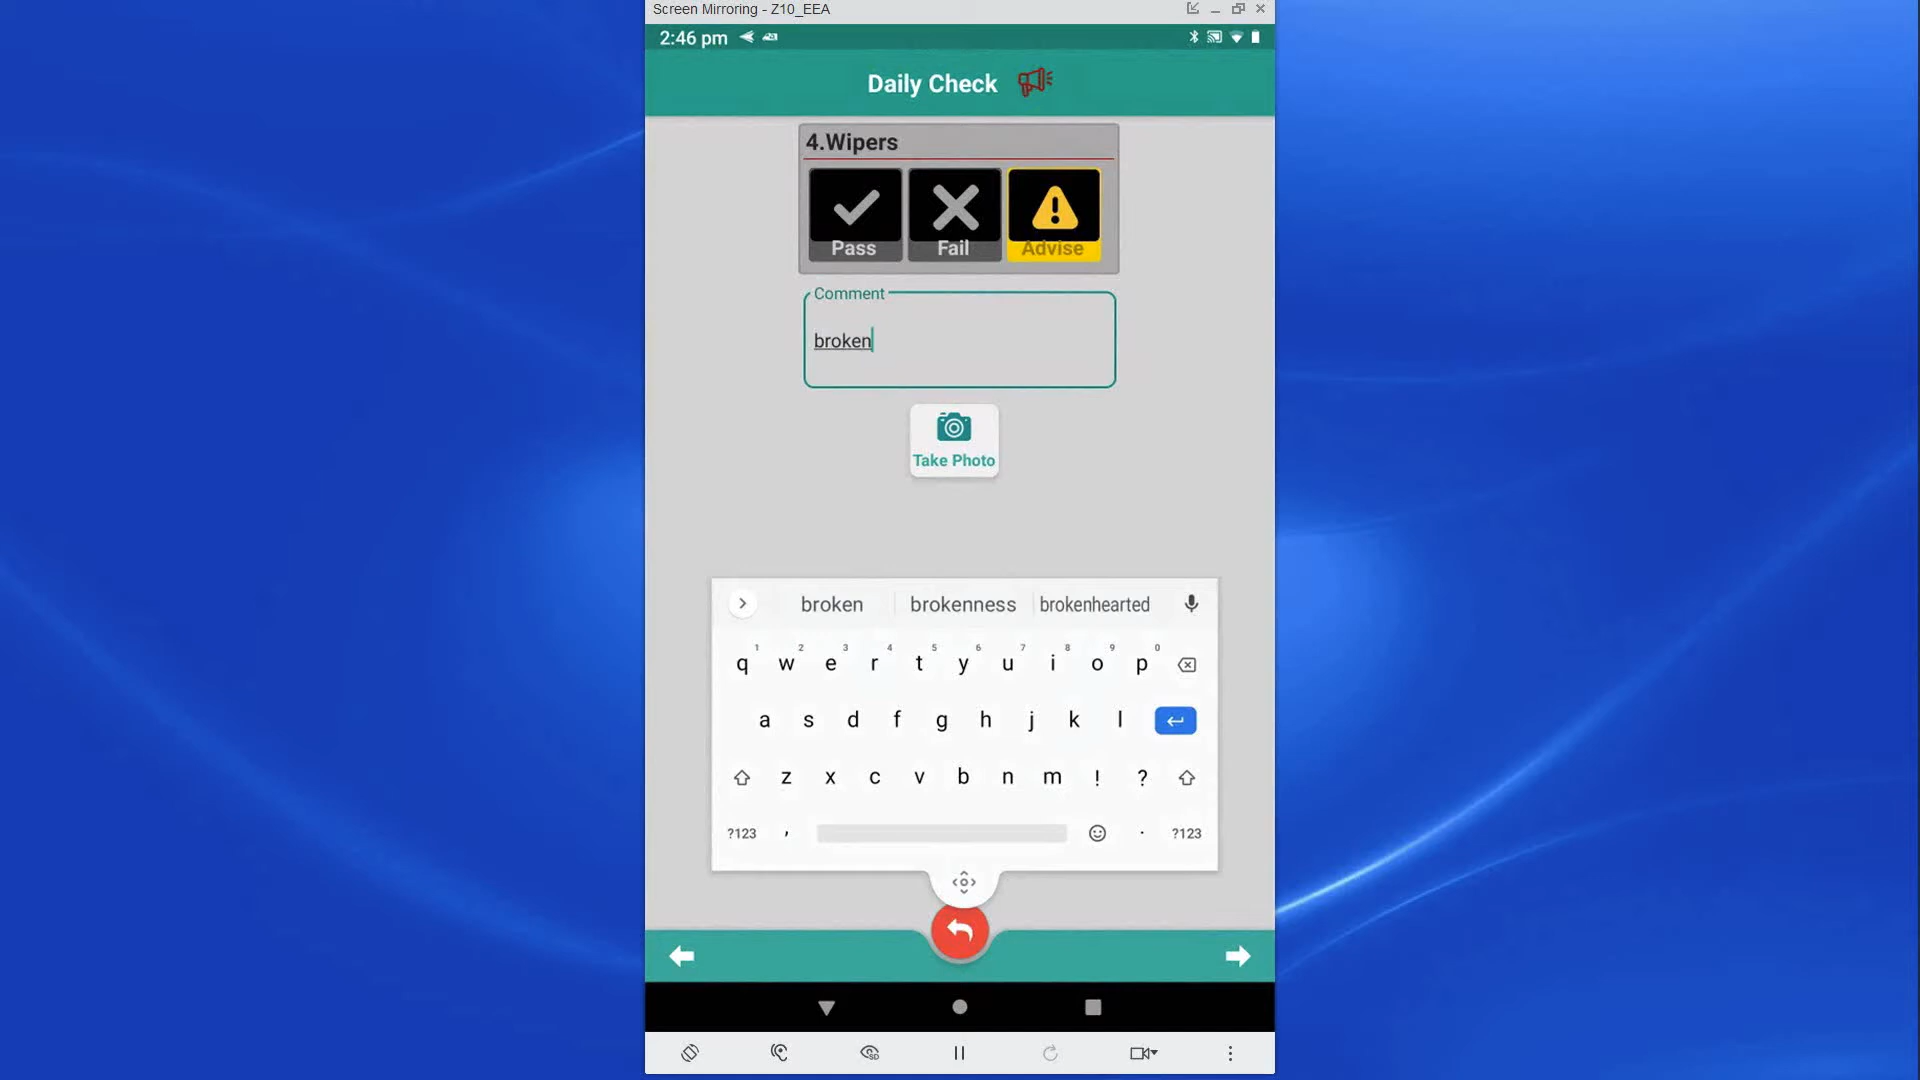 Screen Mirroring - Z10_EEA
2:46 pm
Daily Check
4.Wipers
Pass Fail Advise
Comment
broken
Take Photo
broken brokenness brokenhearted
1 2 3 4 5 6 7 8 9 0
q w e r t y u i o p
a s d f g h j k l
z x c v b n m ! ?
?123 , . ?123